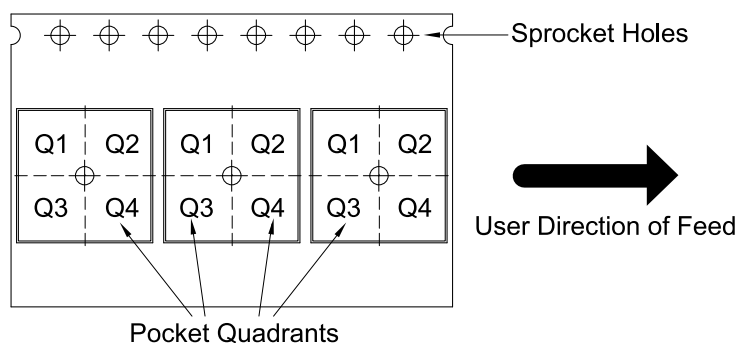 Sprocket Holes
Q1 Q2 Q1 Q2 Q1 Q2
Q3 Q4 Q3 Q4 Q3 Q4
User Direction of Feed
Pocket Quadrants